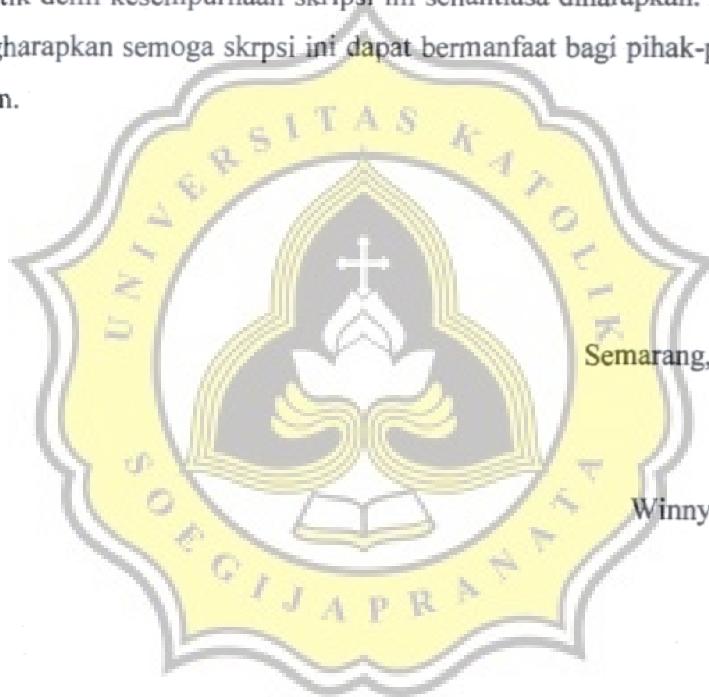 demi kesempurnaan skripsi ini senantiasa diharapkan.
gharapkan semoga skrpsi ini dapat bermanfaat bagi pihak-p
n.
UNIVERSITAS KATOLIK
Semarang,
Winny
SOEGIJAPRANATA